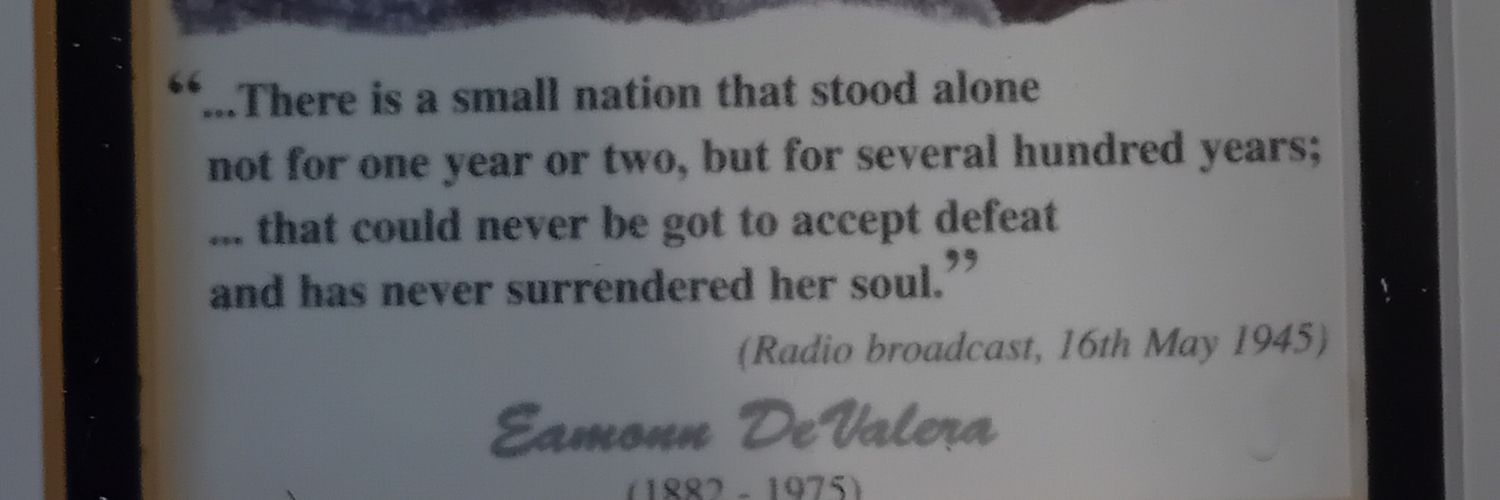 “...There is a small nation that stood alone
not for one year or two, but for several hundred years;
... that could never be got to accept defeat
and has never surrendered her soul.”
(Radio broadcast, 16th May 1945)
Eamonn DeValera
(1882 - 1975)